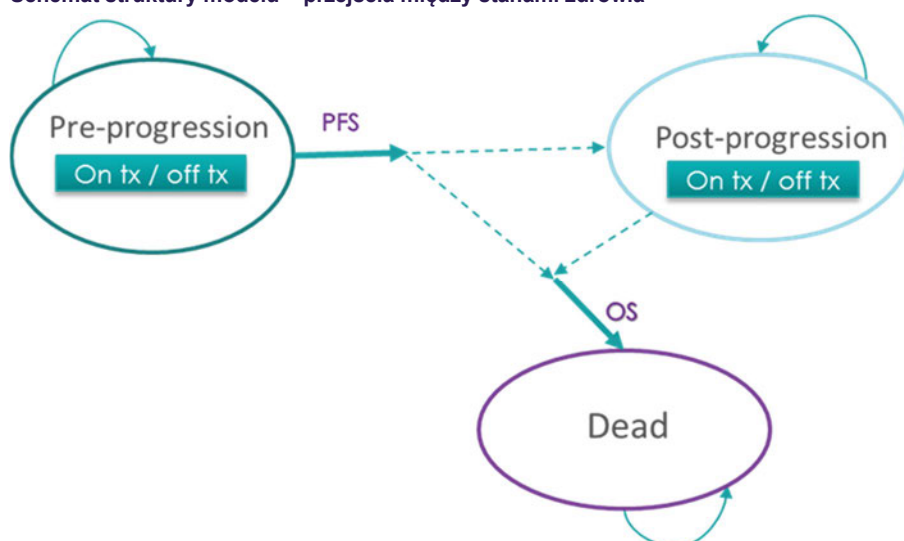 Schemat struktury modelu – przejścia między stanami zdrowia
Pre-progression
On tx / off tx
PFS
Post-progression
On tx / off tx
OS
Dead